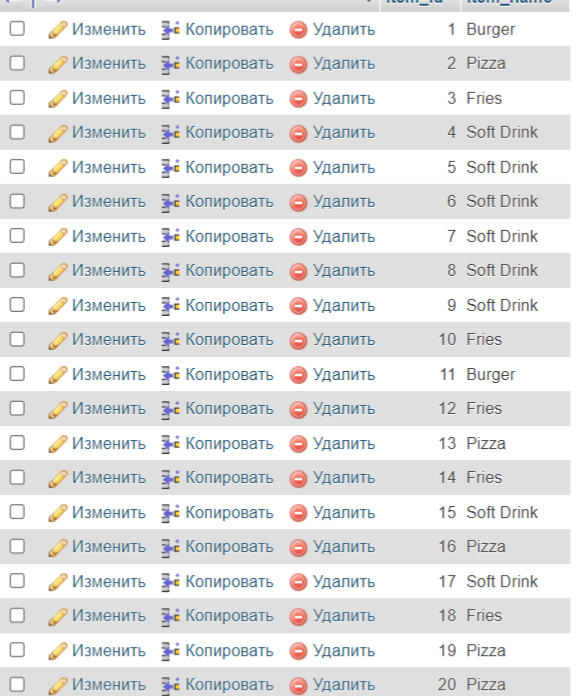 item_id item_name
Изменить Копировать Удалить 1 Burger
Изменить Копировать Удалить 2 Pizza
Изменить Копировать Удалить 3 Fries
Изменить Копировать Удалить 4 Soft Drink
Изменить Копировать Удалить 5 Soft Drink
Изменить Копировать Удалить 6 Soft Drink
Изменить Копировать Удалить 7 Soft Drink
Изменить Копировать Удалить 8 Soft Drink
Изменить Копировать Удалить 9 Soft Drink
Изменить Копировать Удалить 10 Fries
Изменить Копировать Удалить 11 Burger
Изменить Копировать Удалить 12 Fries
Изменить Копировать Удалить 13 Pizza
Изменить Копировать Удалить 14 Fries
Изменить Копировать Удалить 15 Soft Drink
Изменить Копировать Удалить 16 Pizza
Изменить Копировать Удалить 17 Soft Drink
Изменить Копировать Удалить 18 Fries
Изменить Копировать Удалить 19 Pizza
Изменить Копировать Удалить 20 Pizza